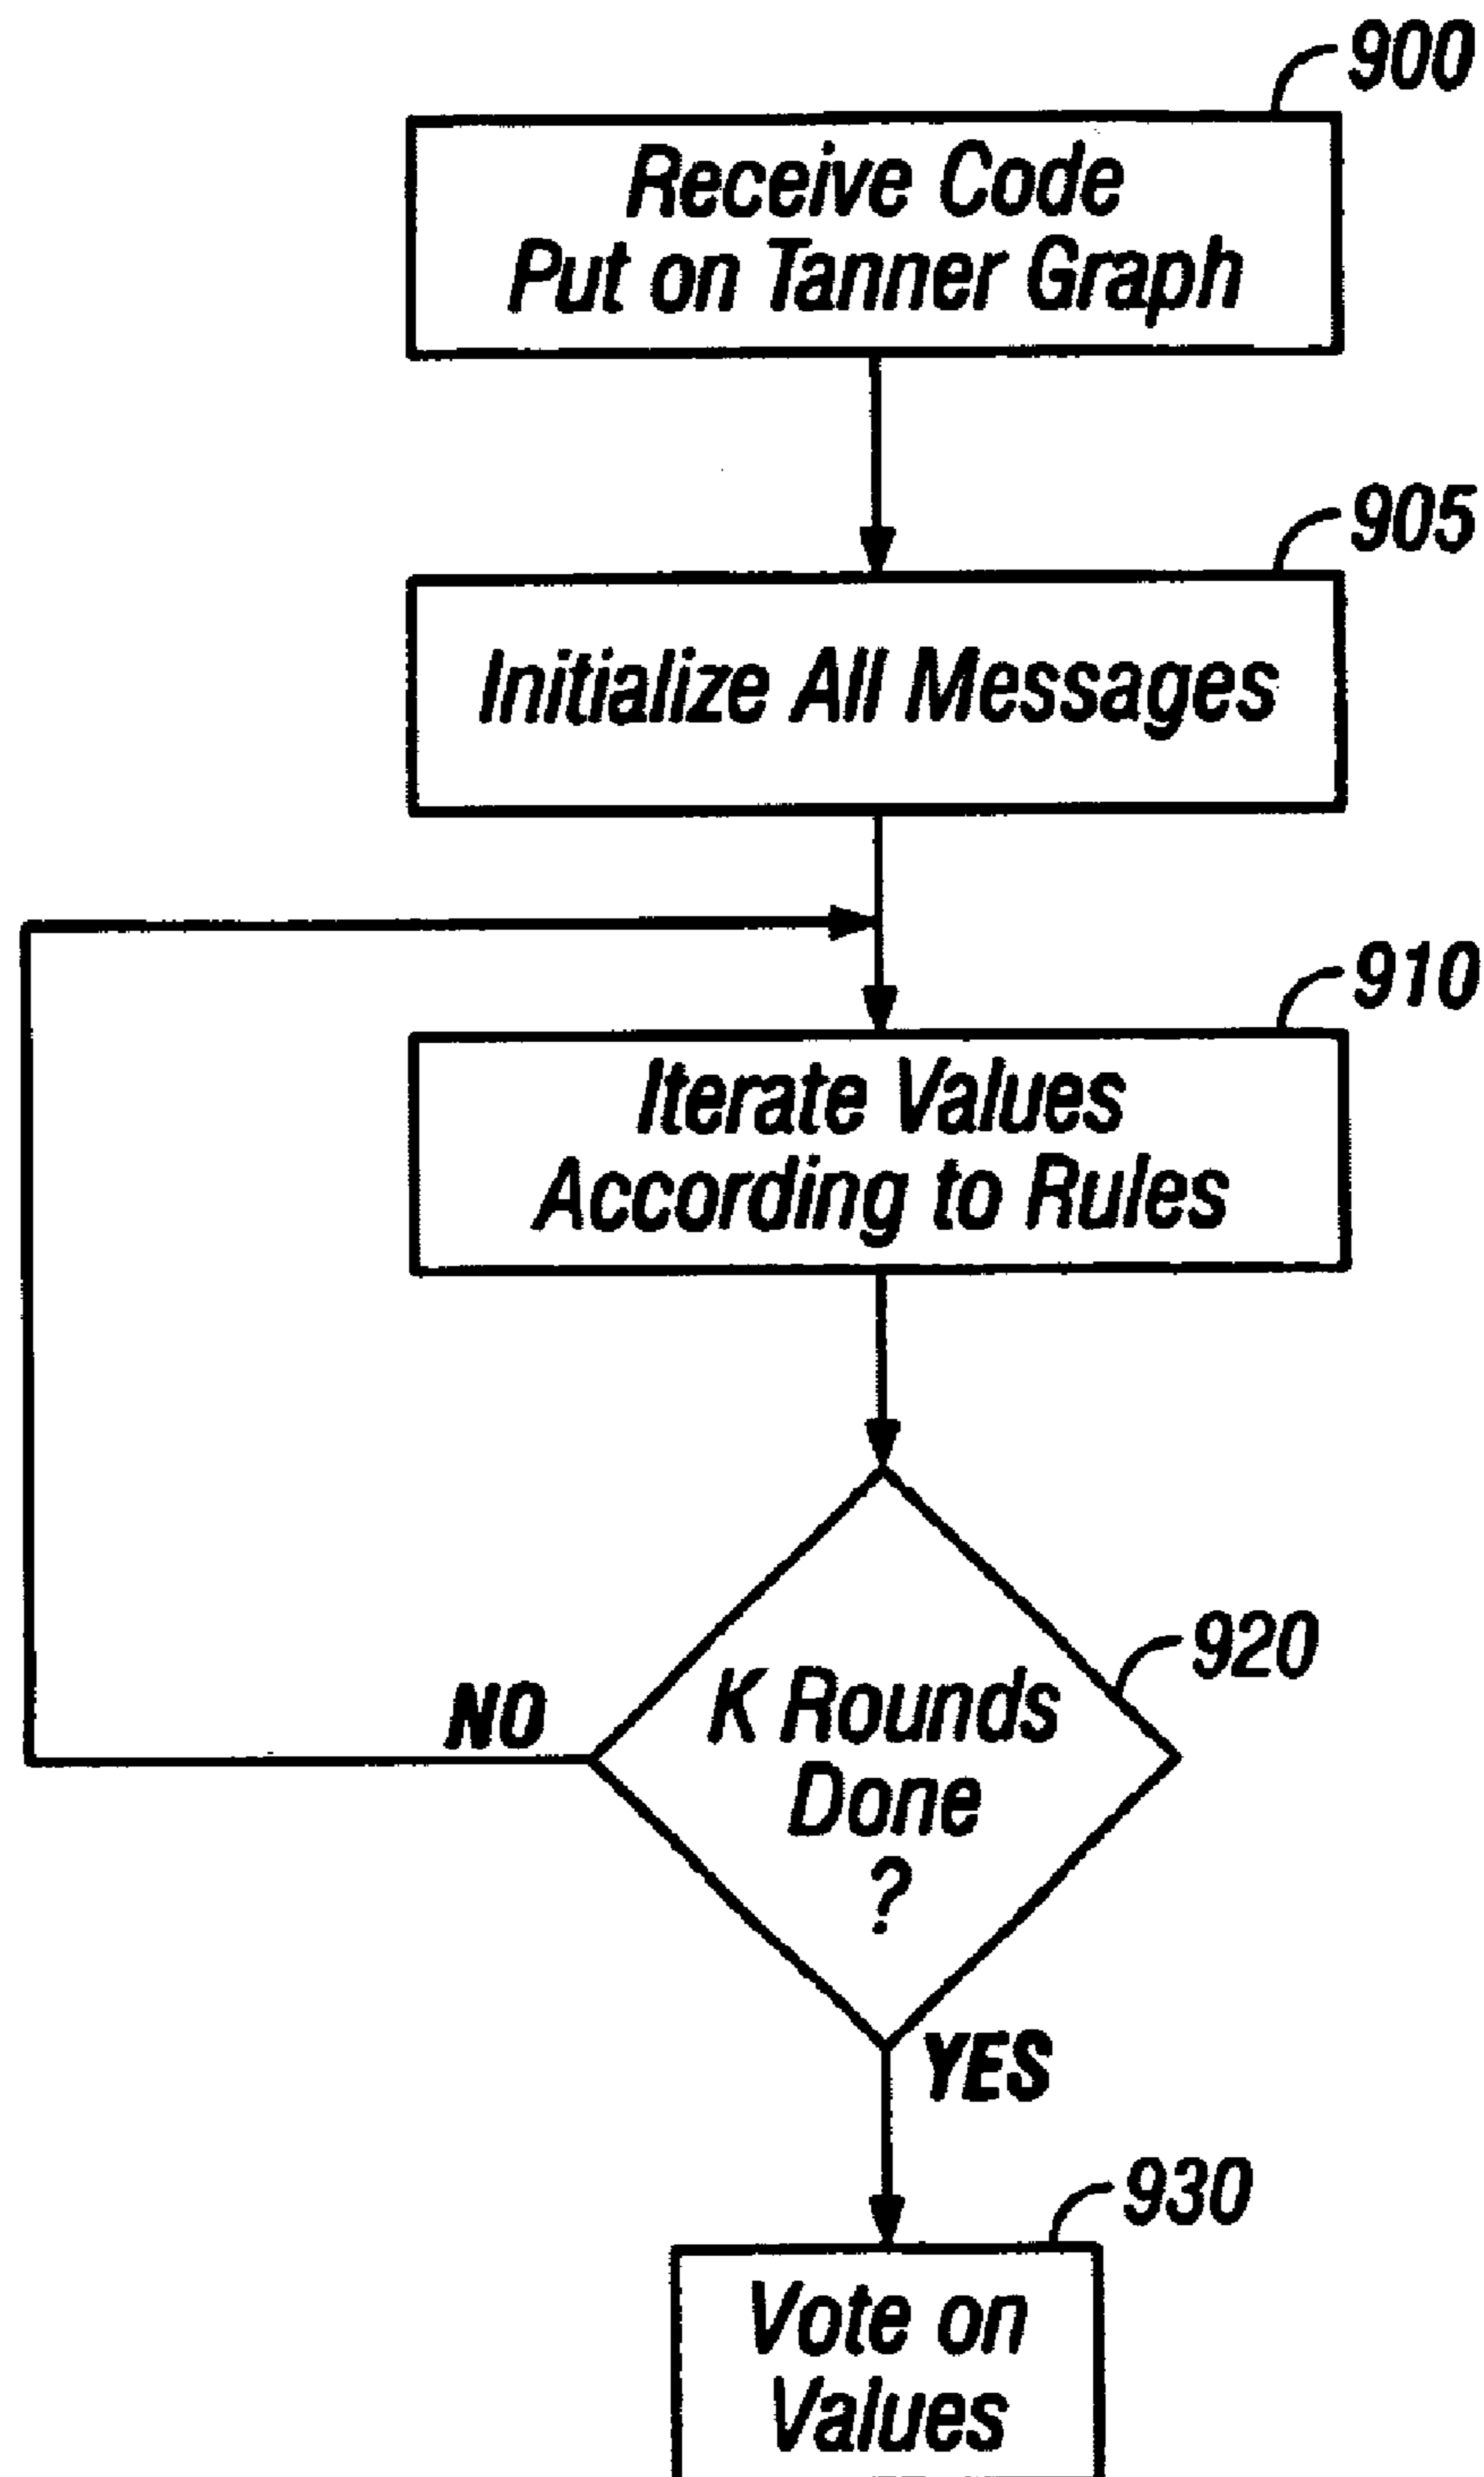 900
Receive Code
Put on Tanner Graph
905
Initialize All Messages
910
Iterate Values
According to Rules
920
K Rounds
Done
?
NO
YES
930
Vote on
Values